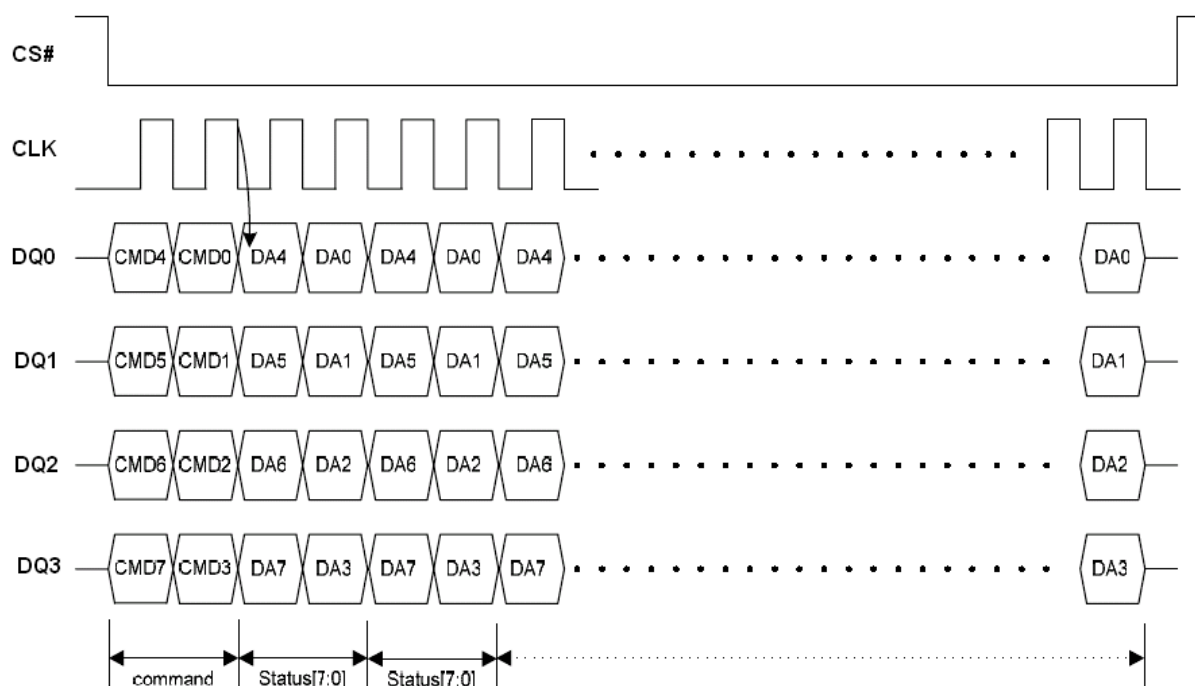 CS#
CLK
DQ0 CMD4 CMD0 DA4 DA0 DA4 DA0 DA4 DA0
DQ1 CMD5 CMD1 DA5 DA1 DA5 DA1 DA5 DA1
DQ2 CMD6 CMD2 DA6 DA2 DA6 DA2 DA6 DA2
DQ3 CMD7 CMD3 DA7 DA3 DA7 DA3 DA7 DA3
command Status[7:0] Status[7:0]